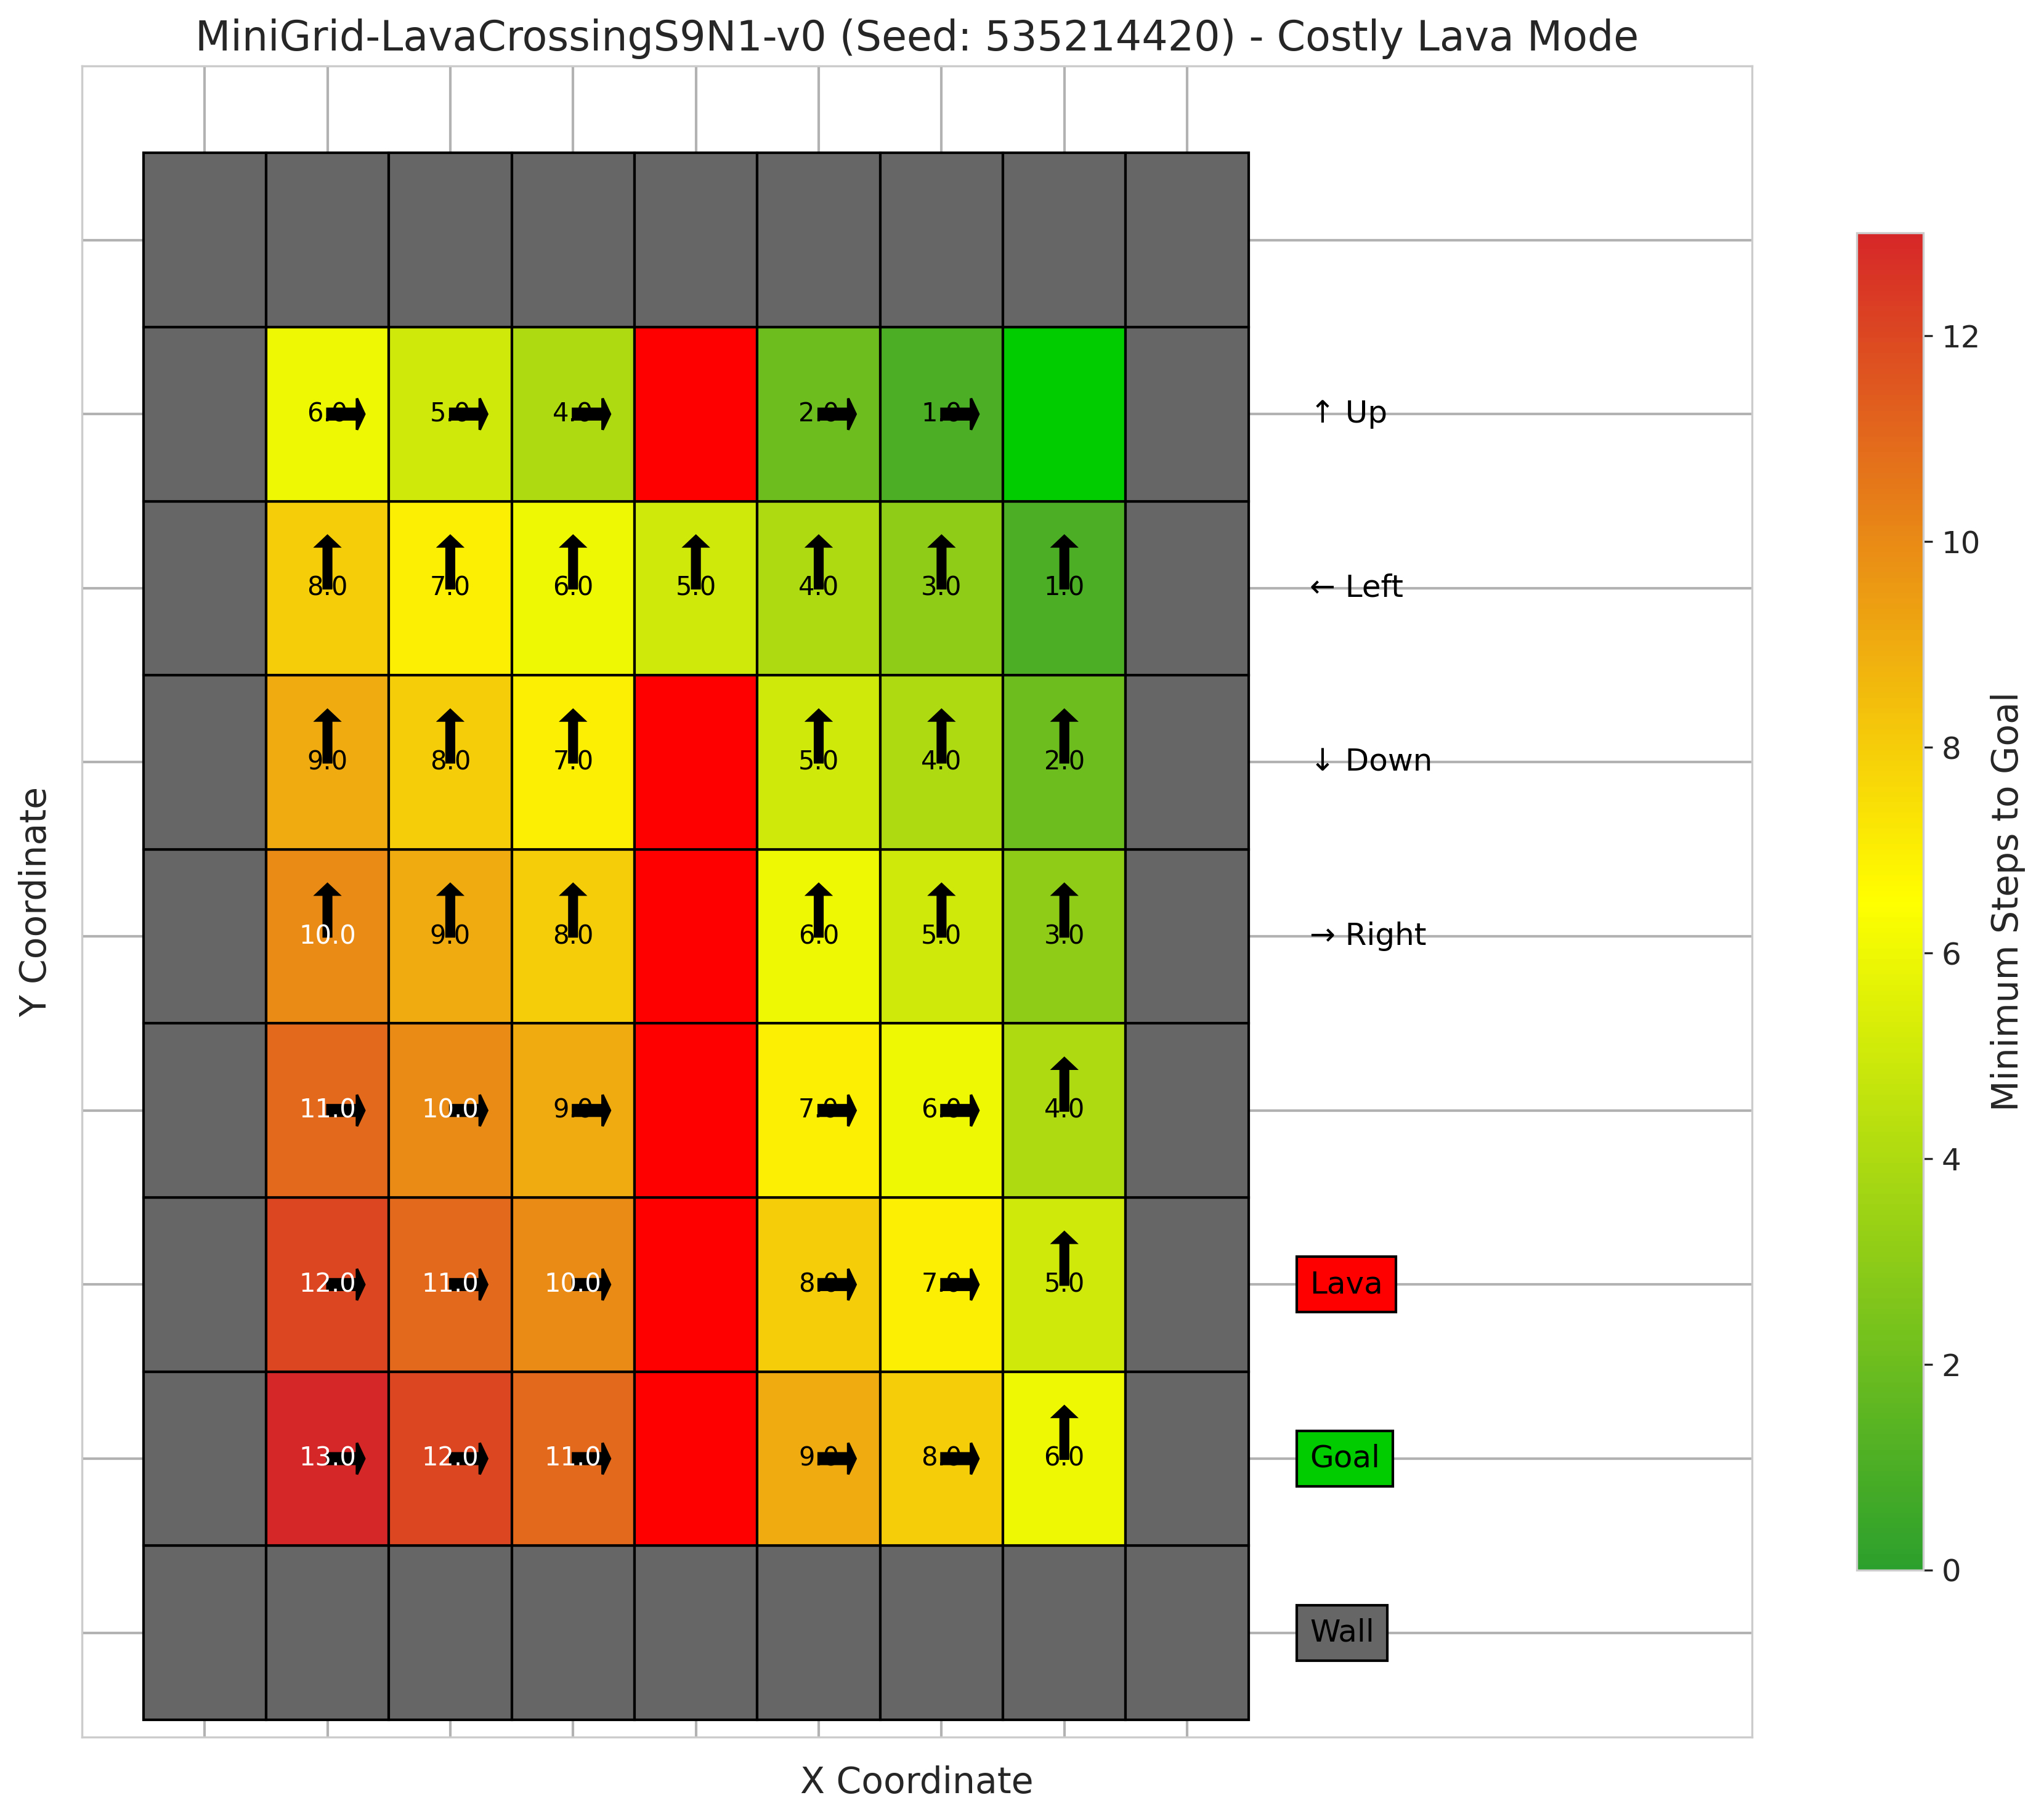 MiniGrid-LavaCrossingS9N1-v0 (Seed: 535214420) - Costly Lava Mode
6.0 5.0 4.0 2.0 1.0
8.0 7.0 6.0 5.0 4.0 3.0 1.0
9.0 8.0 7.0 5.0 4.0 2.0
10.0 9.0 8.0 6.0 5.0 3.0
11.0 10.0 9.0 7.0 6.0 4.0
12.0 11.0 10.0 8.0 7.0 5.0
13.0 12.0 11.0 9.0 8.0 6.0
↑ Up
← Left
↓ Down
→ Right
Lava
Goal
Wall
12
10
8
6
4
2
0
Minimum Steps to Goal
Y Coordinate
X Coordinate